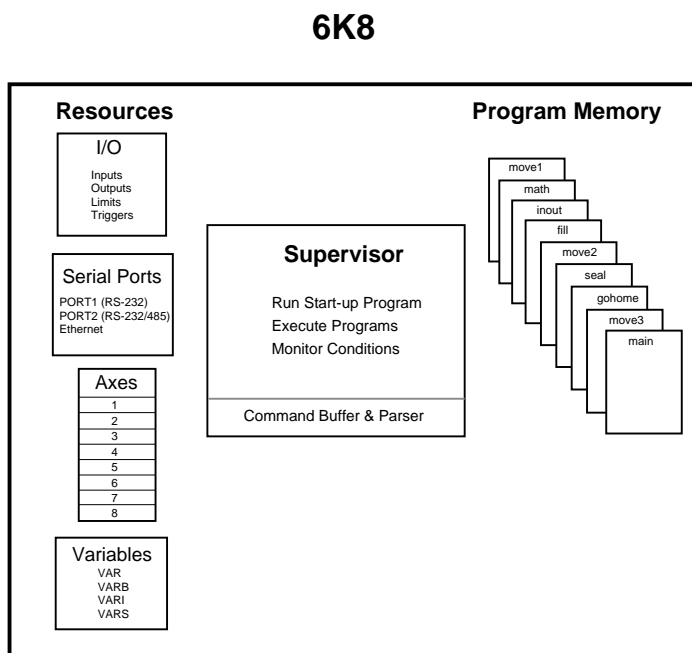 6K8
Resources
I/O
Inputs
Outputs
Limits
Triggers
Serial Ports
PORT1 (RS-232)
PORT2 (RS-232/485)
Ethernet
Axes
1
2
3
4
5
6
7
8
Variables
VAR
VARB
VARI
VARS
Supervisor
Run Start-up Program
Execute Programs
Monitor Conditions
Command Buffer & Parser
Program Memory
move1
math
inout
fill
move2
seal
gohome
move3
main